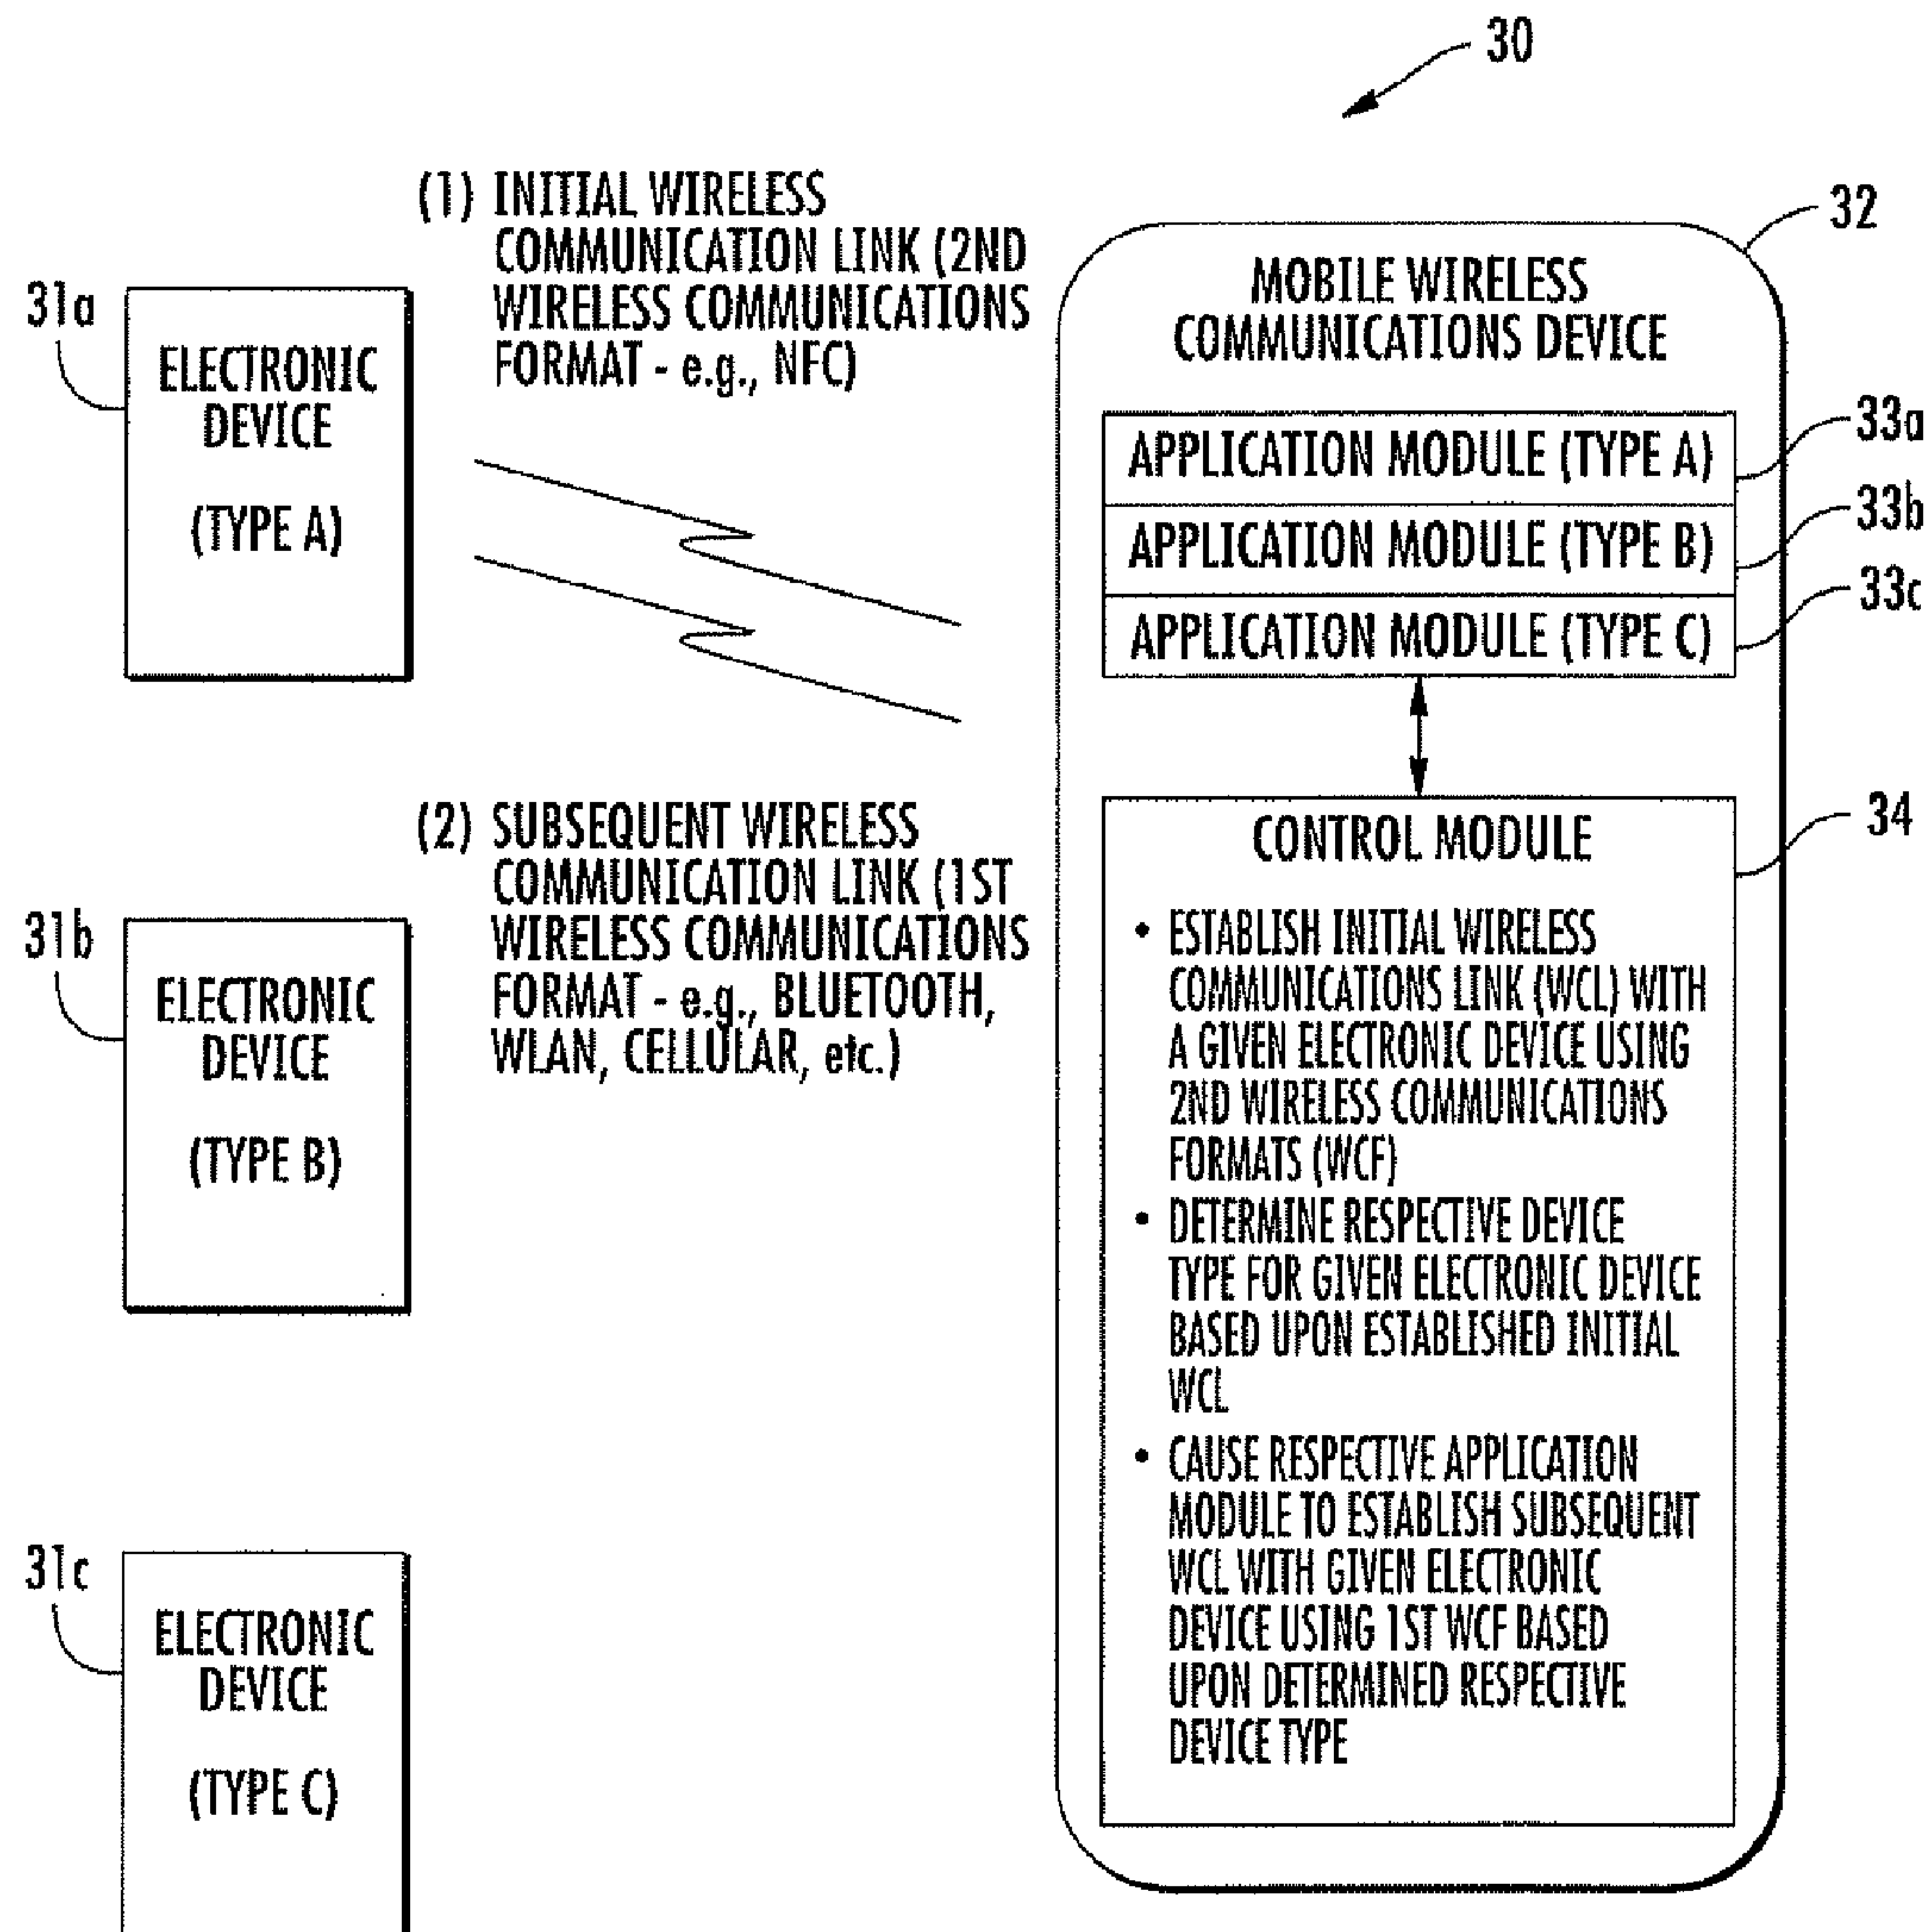 30
(1) INITIAL WIRELESS
COMMUNICATION LINK (2ND
WIRELESS COMMUNICATIONS
FORMAT - e.g., NFC)
31a
ELECTRONIC
DEVICE
(TYPE A)
(2) SUBSEQUENT WIRELESS
COMMUNICATION LINK (1ST
WIRELESS COMMUNICATIONS
FORMAT - e.g., BLUETOOTH,
WLAN, CELLULAR, etc.)
31b
ELECTRONIC
DEVICE
(TYPE B)
31c
ELECTRONIC
DEVICE
(TYPE C)
32
MOBILE WIRELESS
COMMUNICATIONS DEVICE
APPLICATION MODULE (TYPE A)
33a
APPLICATION MODULE (TYPE B)
33b
APPLICATION MODULE (TYPE C)
33c
CONTROL MODULE
34
• ESTABLISH INITIAL WIRELESS
COMMUNICATIONS LINK (WCL) WITH
A GIVEN ELECTRONIC DEVICE USING
2ND WIRELESS COMMUNICATIONS
FORMATS (WCF)
• DETERMINE RESPECTIVE DEVICE
TYPE FOR GIVEN ELECTRONIC DEVICE
BASED UPON ESTABLISHED INITIAL
WCL
• CAUSE RESPECTIVE APPLICATION
MODULE TO ESTABLISH SUBSEQUENT
WCL WITH GIVEN ELECTRONIC
DEVICE USING 1ST WCF BASED
UPON DETERMINED RESPECTIVE
DEVICE TYPE